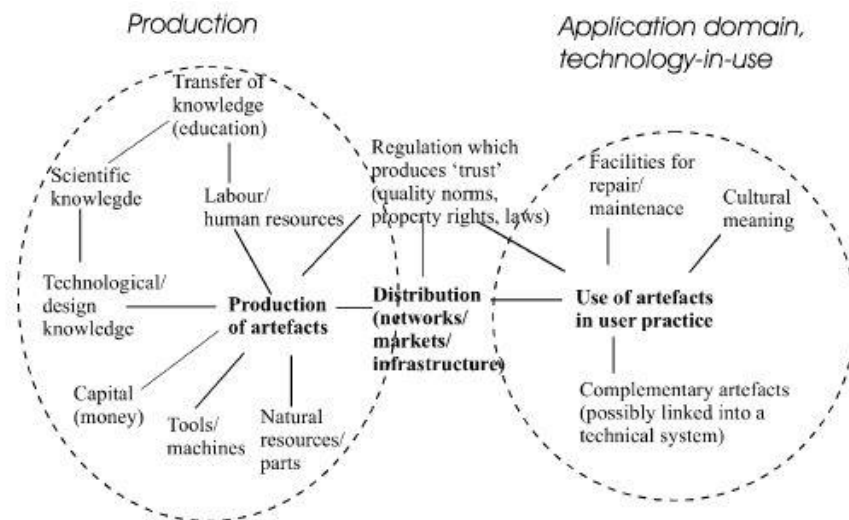 Production
Application domain,
technology-in-use
Transfer of
knowledge
(education)
Scientific
knowlegde
Labour/
human resources
Technological/
design
knowledge
Production
of artefacts
Capital
(money)
Tools/
machines
Natural
resources/
parts
Regulation which
produces ‘trust’
(quality norms,
property rights, laws)
Distribution
(networks/
markets/
infrastructure)
Facilities for
repair/
maintenace
Cultural
meaning
Use of artefacts
in user practice
Complementary artefacts
(possibly linked into a
technical system)